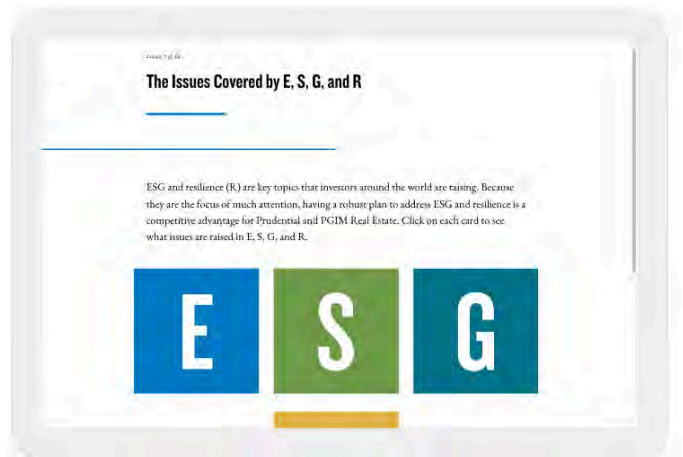 The Issues Covered by E, S, G, and R
ESG and resilience (R) are key topics that investors around the world are raising. Because
they are the focus of much attention, having a robust plan to address ESG and resilience is a
competitive advantage for Prudential and PGIM Real Estate. Click on each card to see
what issues are raised in E, S, G, and R.
E S G